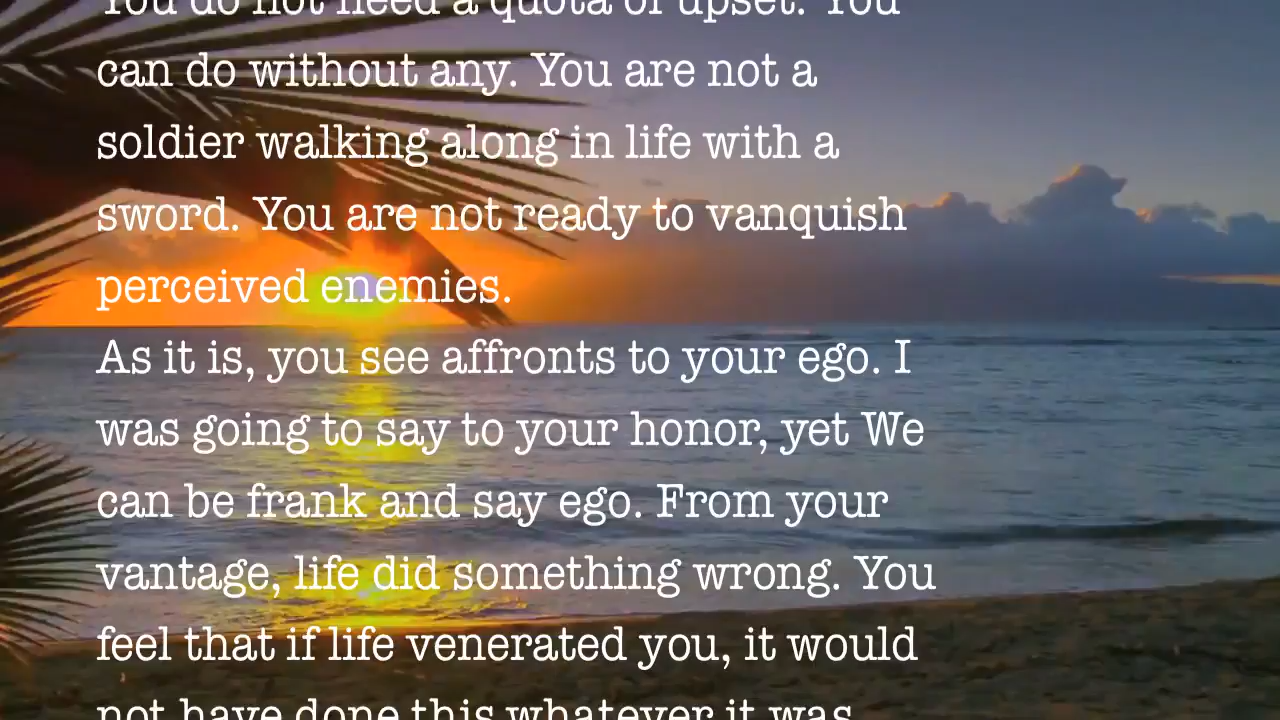 You do not need a quota of upset. You
can do without any. You are not a
soldier walking along in life with a
sword. You are not ready to vanquish
perceived enemies.
As it is, you see affronts to your ego. I
was going to say to your honor, yet We
can be frank and say ego. From your
vantage, life did something wrong. You
feel that if life venerated you, it would
not have done this whatever it was